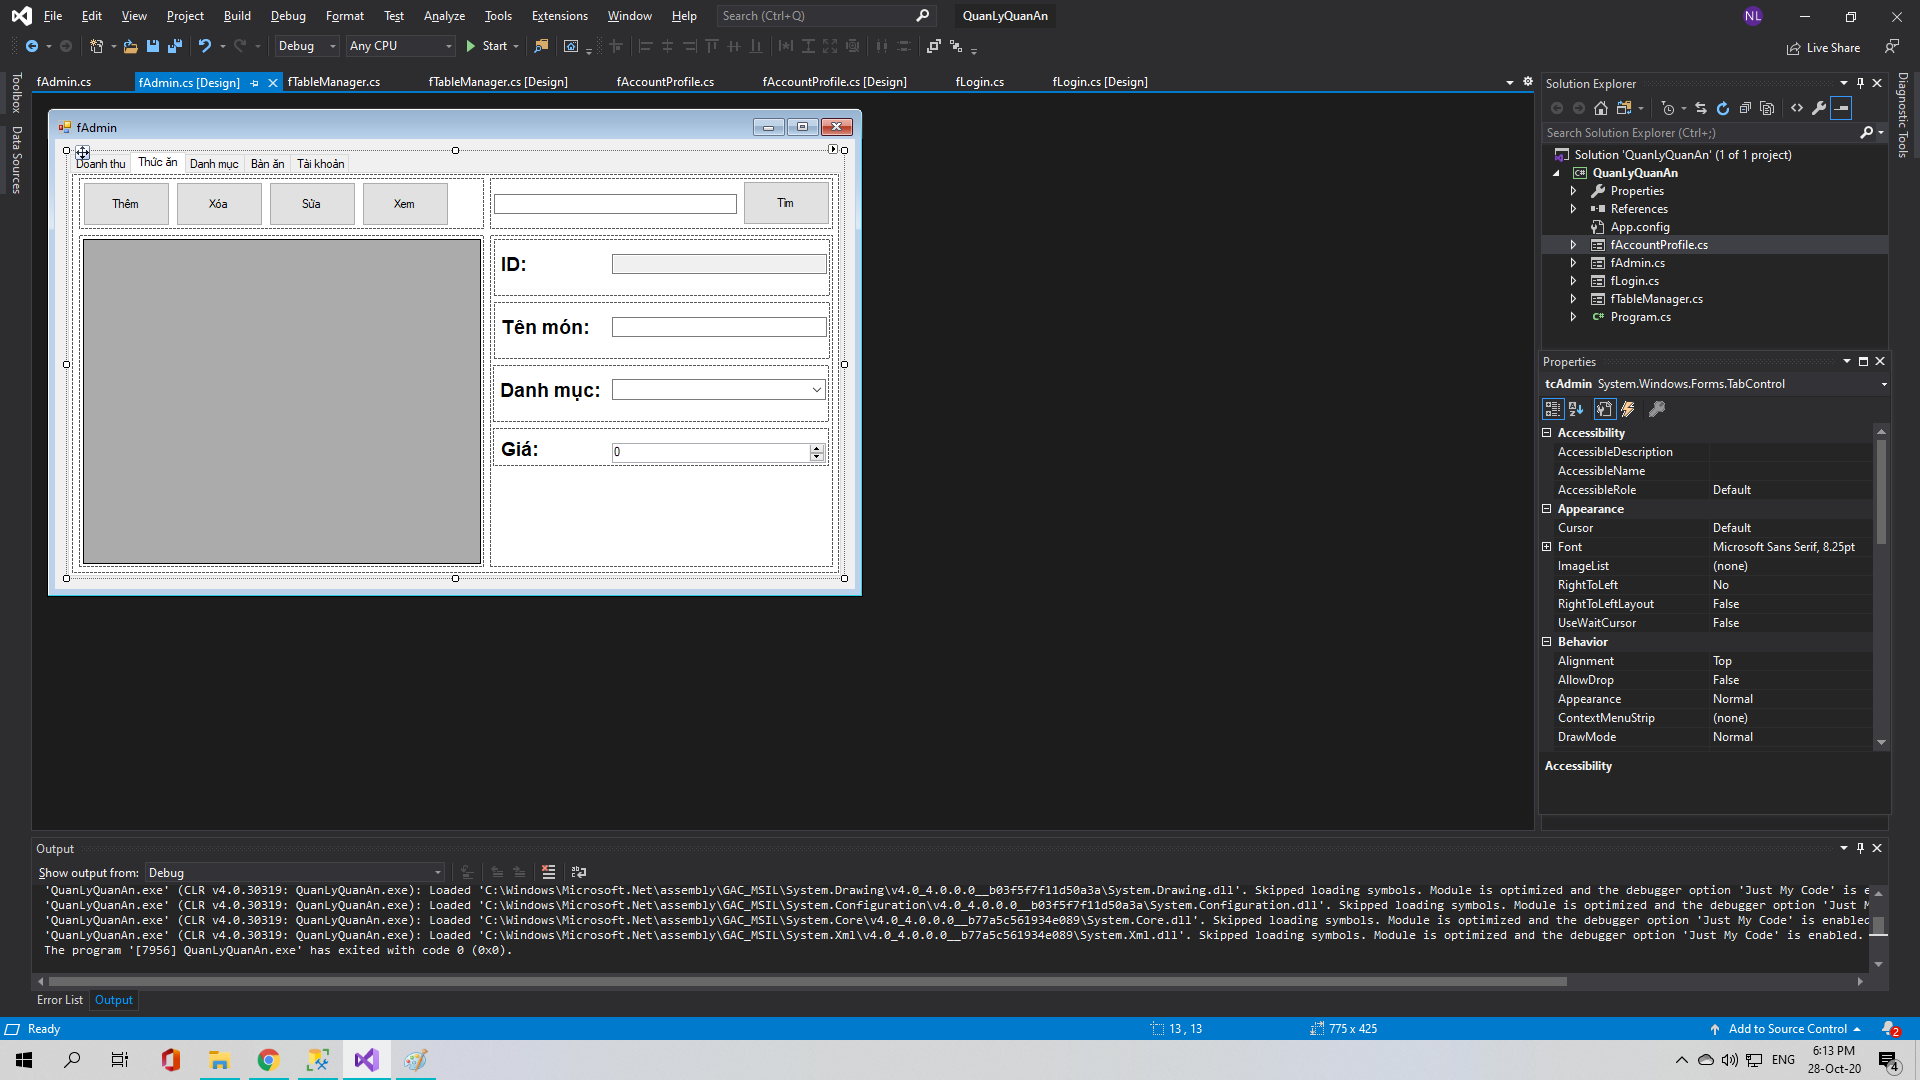 File Edit View Project Build Debug Format Test Analyze Tools Extensions Window Help Search (Ctrl+Q) QuanLyQuanAn NL
Debug Any CPU Start Live Share
Toolbox
Data Sources
fAdmin.cs fAdmin.cs [Design] fTableManager.cs fTableManager.cs [Design] fAccountProfile.cs fAccountProfile.cs [Design] fLogin.cs fLogin.cs [Design]
fAdmin
Doanh thu Thức ăn Danh mục Bàn ăn Tài khoản
Thêm Xóa Sửa Xem Tìm
ID:
Tên món:
Danh mục:
Giá: 0
Solution Explorer
Search Solution Explorer (Ctrl+;)
Solution 'QuanLyQuanAn' (1 of 1 project)
QuanLyQuanAn
Properties
References
App.config
fAccountProfile.cs
fAdmin.cs
fLogin.cs
fTableManager.cs
Program.cs
Diagnostic Tools
Properties
tcAdmin System.Windows.Forms.TabControl
Accessibility
AccessibleDescription
AccessibleName
AccessibleRole Default
Appearance
Cursor Default
Font Microsoft Sans Serif, 8.25pt
ImageList (none)
RightToLeft No
RightToLeftLayout False
UseWaitCursor False
Behavior
Alignment Top
AllowDrop False
Appearance Normal
ContextMenuStrip (none)
DrawMode Normal
Accessibility
Output
Show output from: Debug
'QuanLyQuanAn.exe' (CLR v4.0.30319: QuanLyQuanAn.exe): Loaded 'C:\Windows\Microsoft.Net\assembly\GAC_MSIL\System.Drawing\v4.0_4.0.0.0__b03f5f7f11d50a3a\System.Drawing.dll'. Skipped loading symbols. Module is optimized and the debugger option 'Just My Code' is e
'QuanLyQuanAn.exe' (CLR v4.0.30319: QuanLyQuanAn.exe): Loaded 'C:\Windows\Microsoft.Net\assembly\GAC_MSIL\System.Configuration\v4.0_4.0.0.0__b03f5f7f11d50a3a\System.Configuration.dll'. Skipped loading symbols. Module is optimized and the debugger option 'Just M
'QuanLyQuanAn.exe' (CLR v4.0.30319: QuanLyQuanAn.exe): Loaded 'C:\Windows\Microsoft.Net\assembly\GAC_MSIL\System.Core\v4.0_4.0.0.0__b77a5c561934e089\System.Core.dll'. Skipped loading symbols. Module is optimized and the debugger option 'Just My Code' is enabled
'QuanLyQuanAn.exe' (CLR v4.0.30319: QuanLyQuanAn.exe): Loaded 'C:\Windows\Microsoft.Net\assembly\GAC_MSIL\System.Xml\v4.0_4.0.0.0__b77a5c561934e089\System.Xml.dll'. Skipped loading symbols. Module is optimized and the debugger option 'Just My Code' is enabled.
The program '[7956] QuanLyQuanAn.exe' has exited with code 0 (0x0).
Error List Output
Ready 13 , 13 775 x 425 Add to Source Control 2
ENG 6:13 PM
28-Oct-20 4